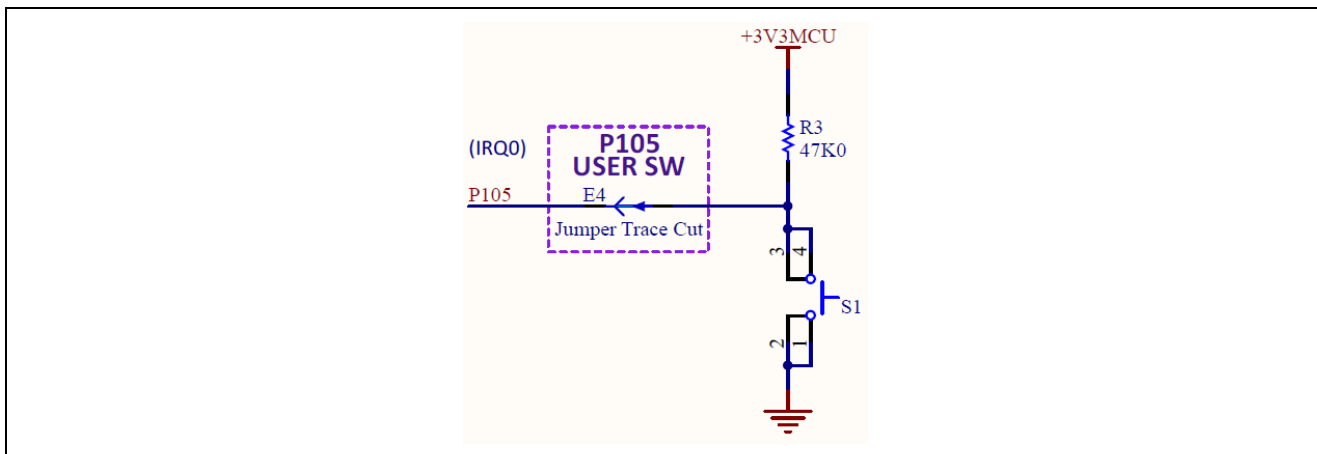 +3V3MCU
R3
47K0
(IRQ0)
P105
USER SW
P105
E4
Jumper Trace Cut
3
4
S1
2
1